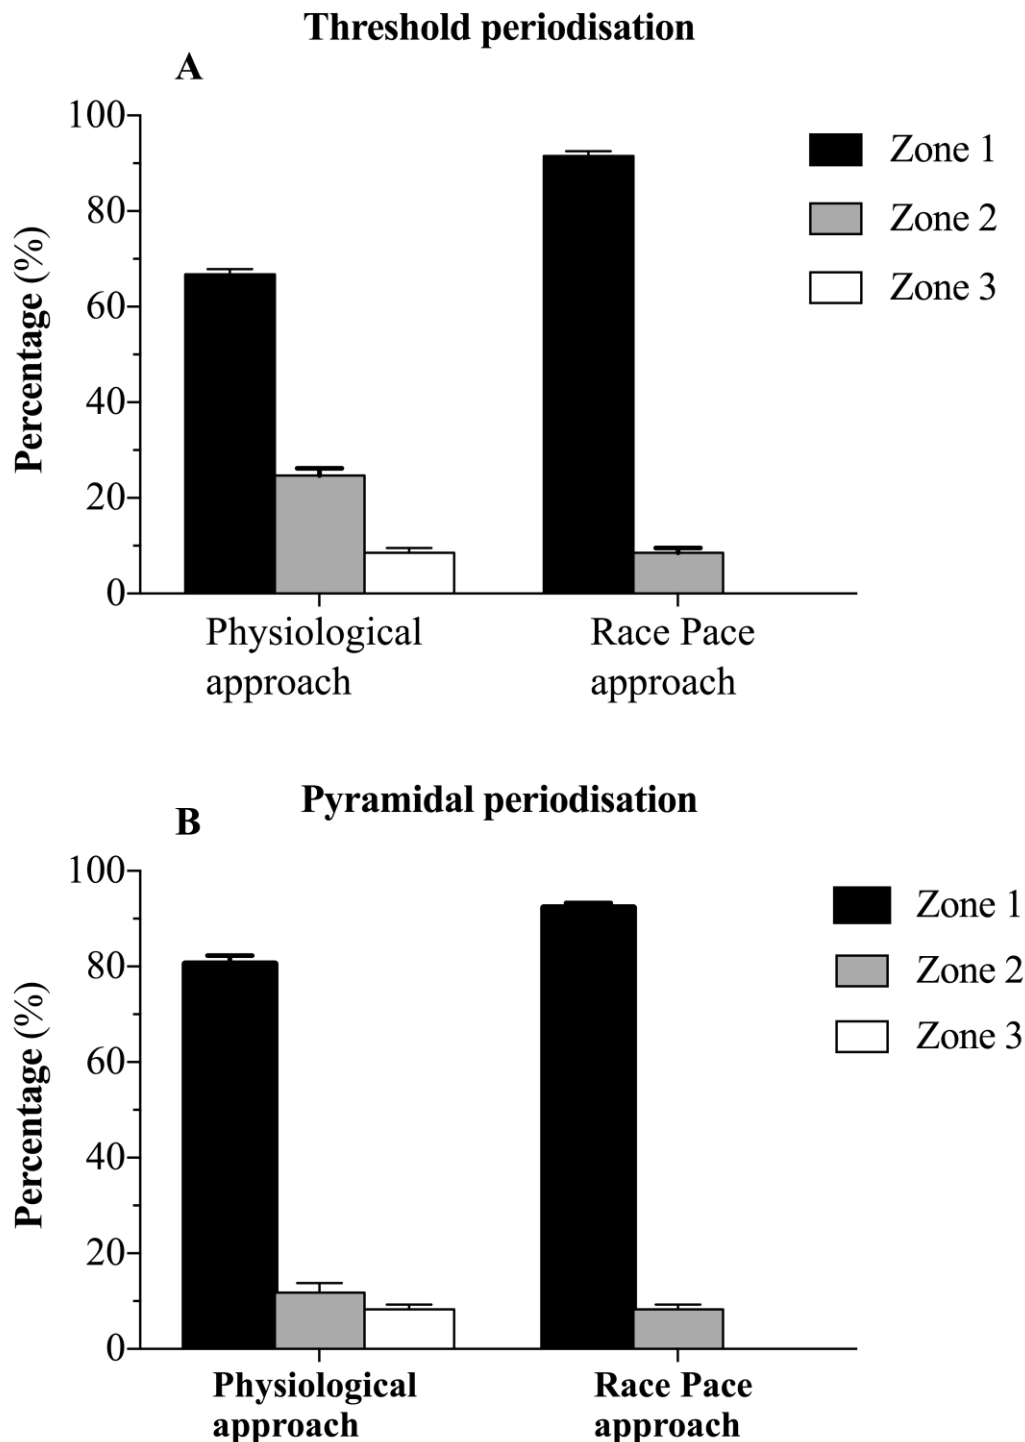 Threshold periodisation
A
100
80
60
40
20
0
Percentage (%)
Zone 1
Zone 2
Zone 3
Physiological
approach
Race Pace
approach
Pyramidal periodisation
B
100
80
60
40
20
0
Percentage (%)
Zone 1
Zone 2
Zone 3
Physiological
approach
Race Pace
approach